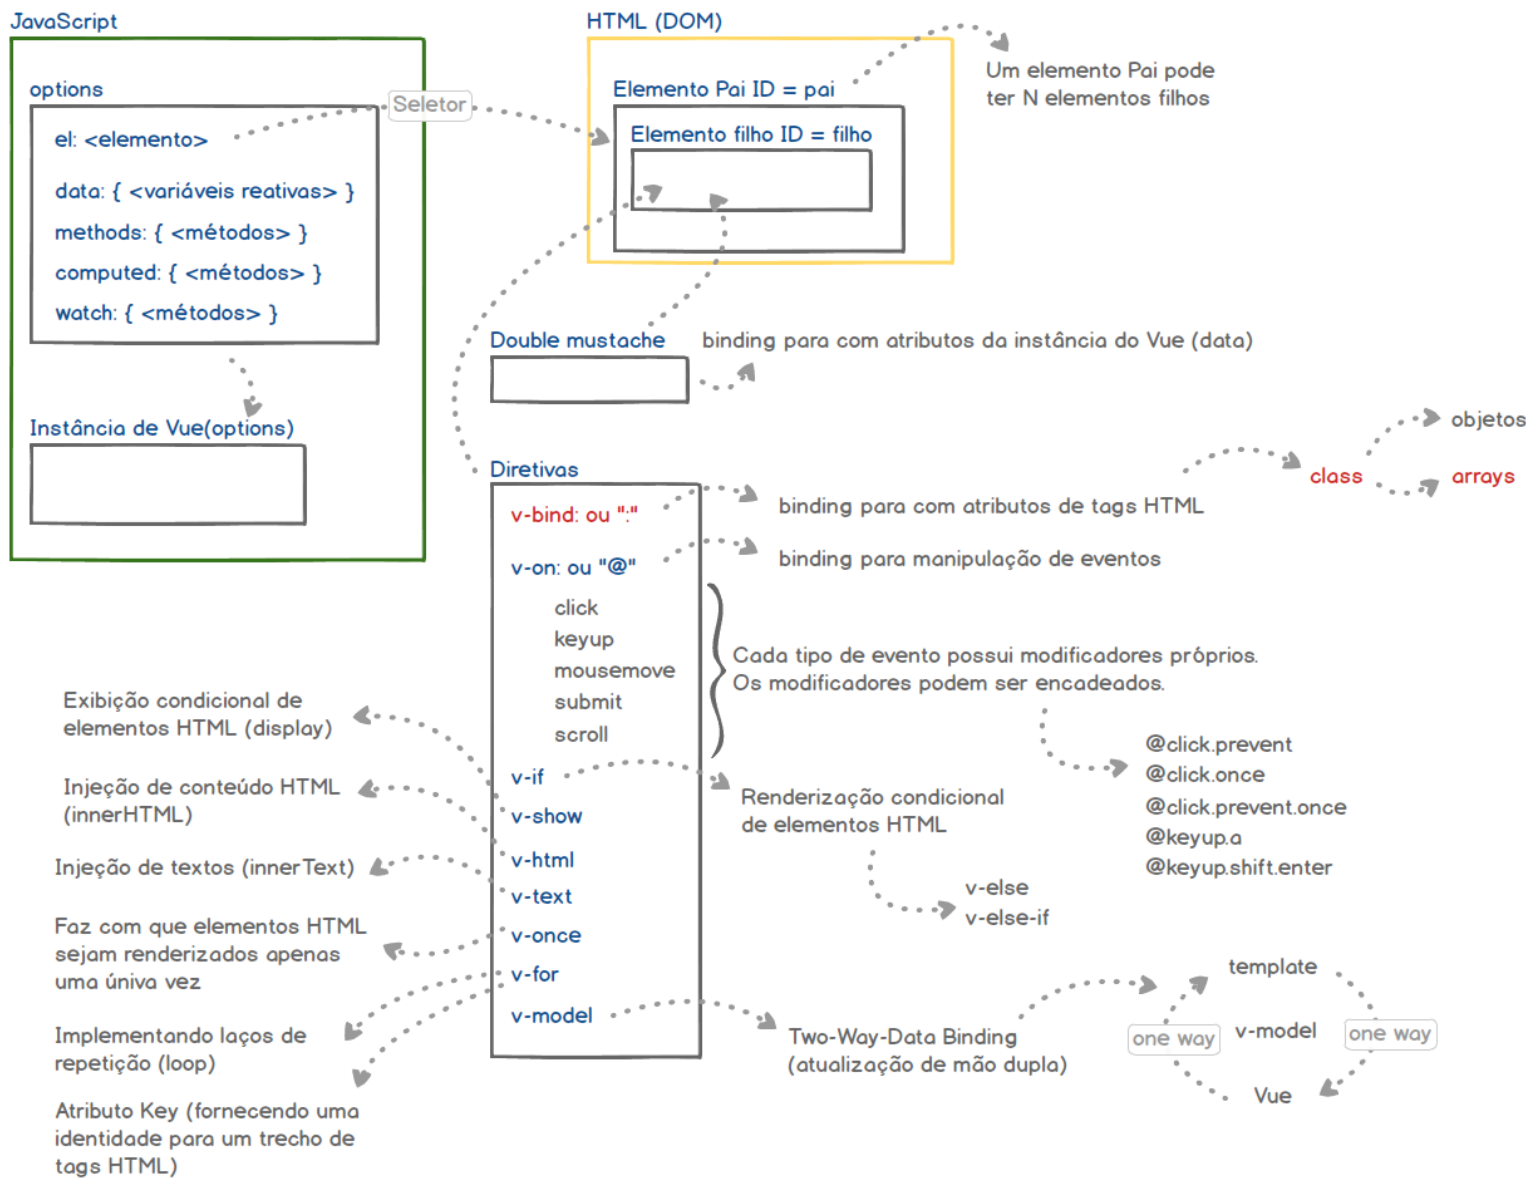 JavaScript
options
el: <elemento>
data: { <variáveis reativas> }
methods: { <métodos> }
computed: { <métodos> }
watch: { <métodos> }
Instância de Vue(options)
Seletor
HTML (DOM)
Elemento Pai ID = pai
Elemento filho ID = filho
Um elemento Pai pode
ter N elementos filhos
Double mustache
binding para com atributos da instância do Vue (data)
Diretivas
v-bind: ou ":"
binding para com atributos de tags HTML
class
objetos
arrays
v-on: ou "@"
binding para manipulação de eventos
click
keyup
mousemove
submit
scroll
Cada tipo de evento possui modificadores próprios.
Os modificadores podem ser encadeados.
@click.prevent
@click.once
@click.prevent.once
@keyup.a
@keyup.shift.enter
v-if
Renderização condicional
de elementos HTML
v-else
v-else-if
v-show
Exibição condicional de
elementos HTML (display)
v-html
Injeção de conteúdo HTML
(innerHTML)
v-text
Injeção de textos (innerText)
v-once
Faz com que elementos HTML
sejam renderizados apenas
uma úniva vez
v-for
Implementando laços de
repetição (loop)
Atributo Key (fornecendo uma
identidade para um trecho de
tags HTML)
v-model
Two-Way-Data Binding
(atualização de mão dupla)
template
one way
v-model
one way
Vue